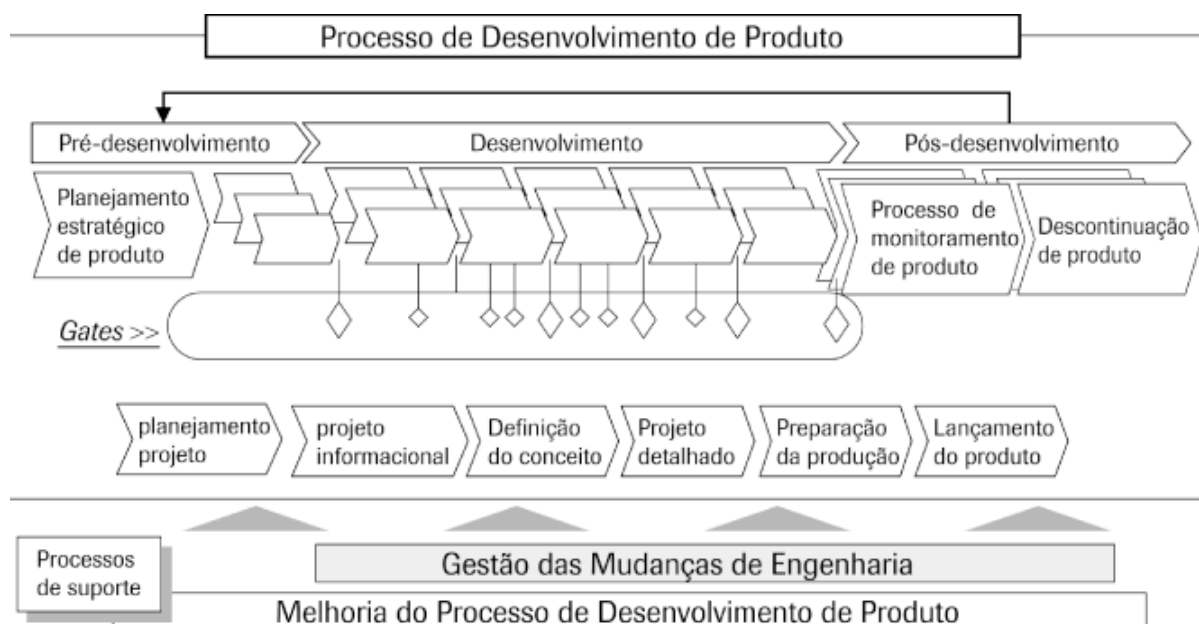 Processo de Desenvolvimento de Produto
Pré-desenvolvimento
Desenvolvimento
Pós-desenvolvimento
Planejamento
estratégico
de produto
Processo de
monitoramento
de produto
Descontinuação
de produto
Gates >>
planejamento
projeto
projeto
informacional
Definição
do conceito
Projeto
detalhado
Preparação
da produção
Lançamento
do produto
Processos
de suporte
Gestão das Mudanças de Engenharia
Melhoria do Processo de Desenvolvimento de Produto